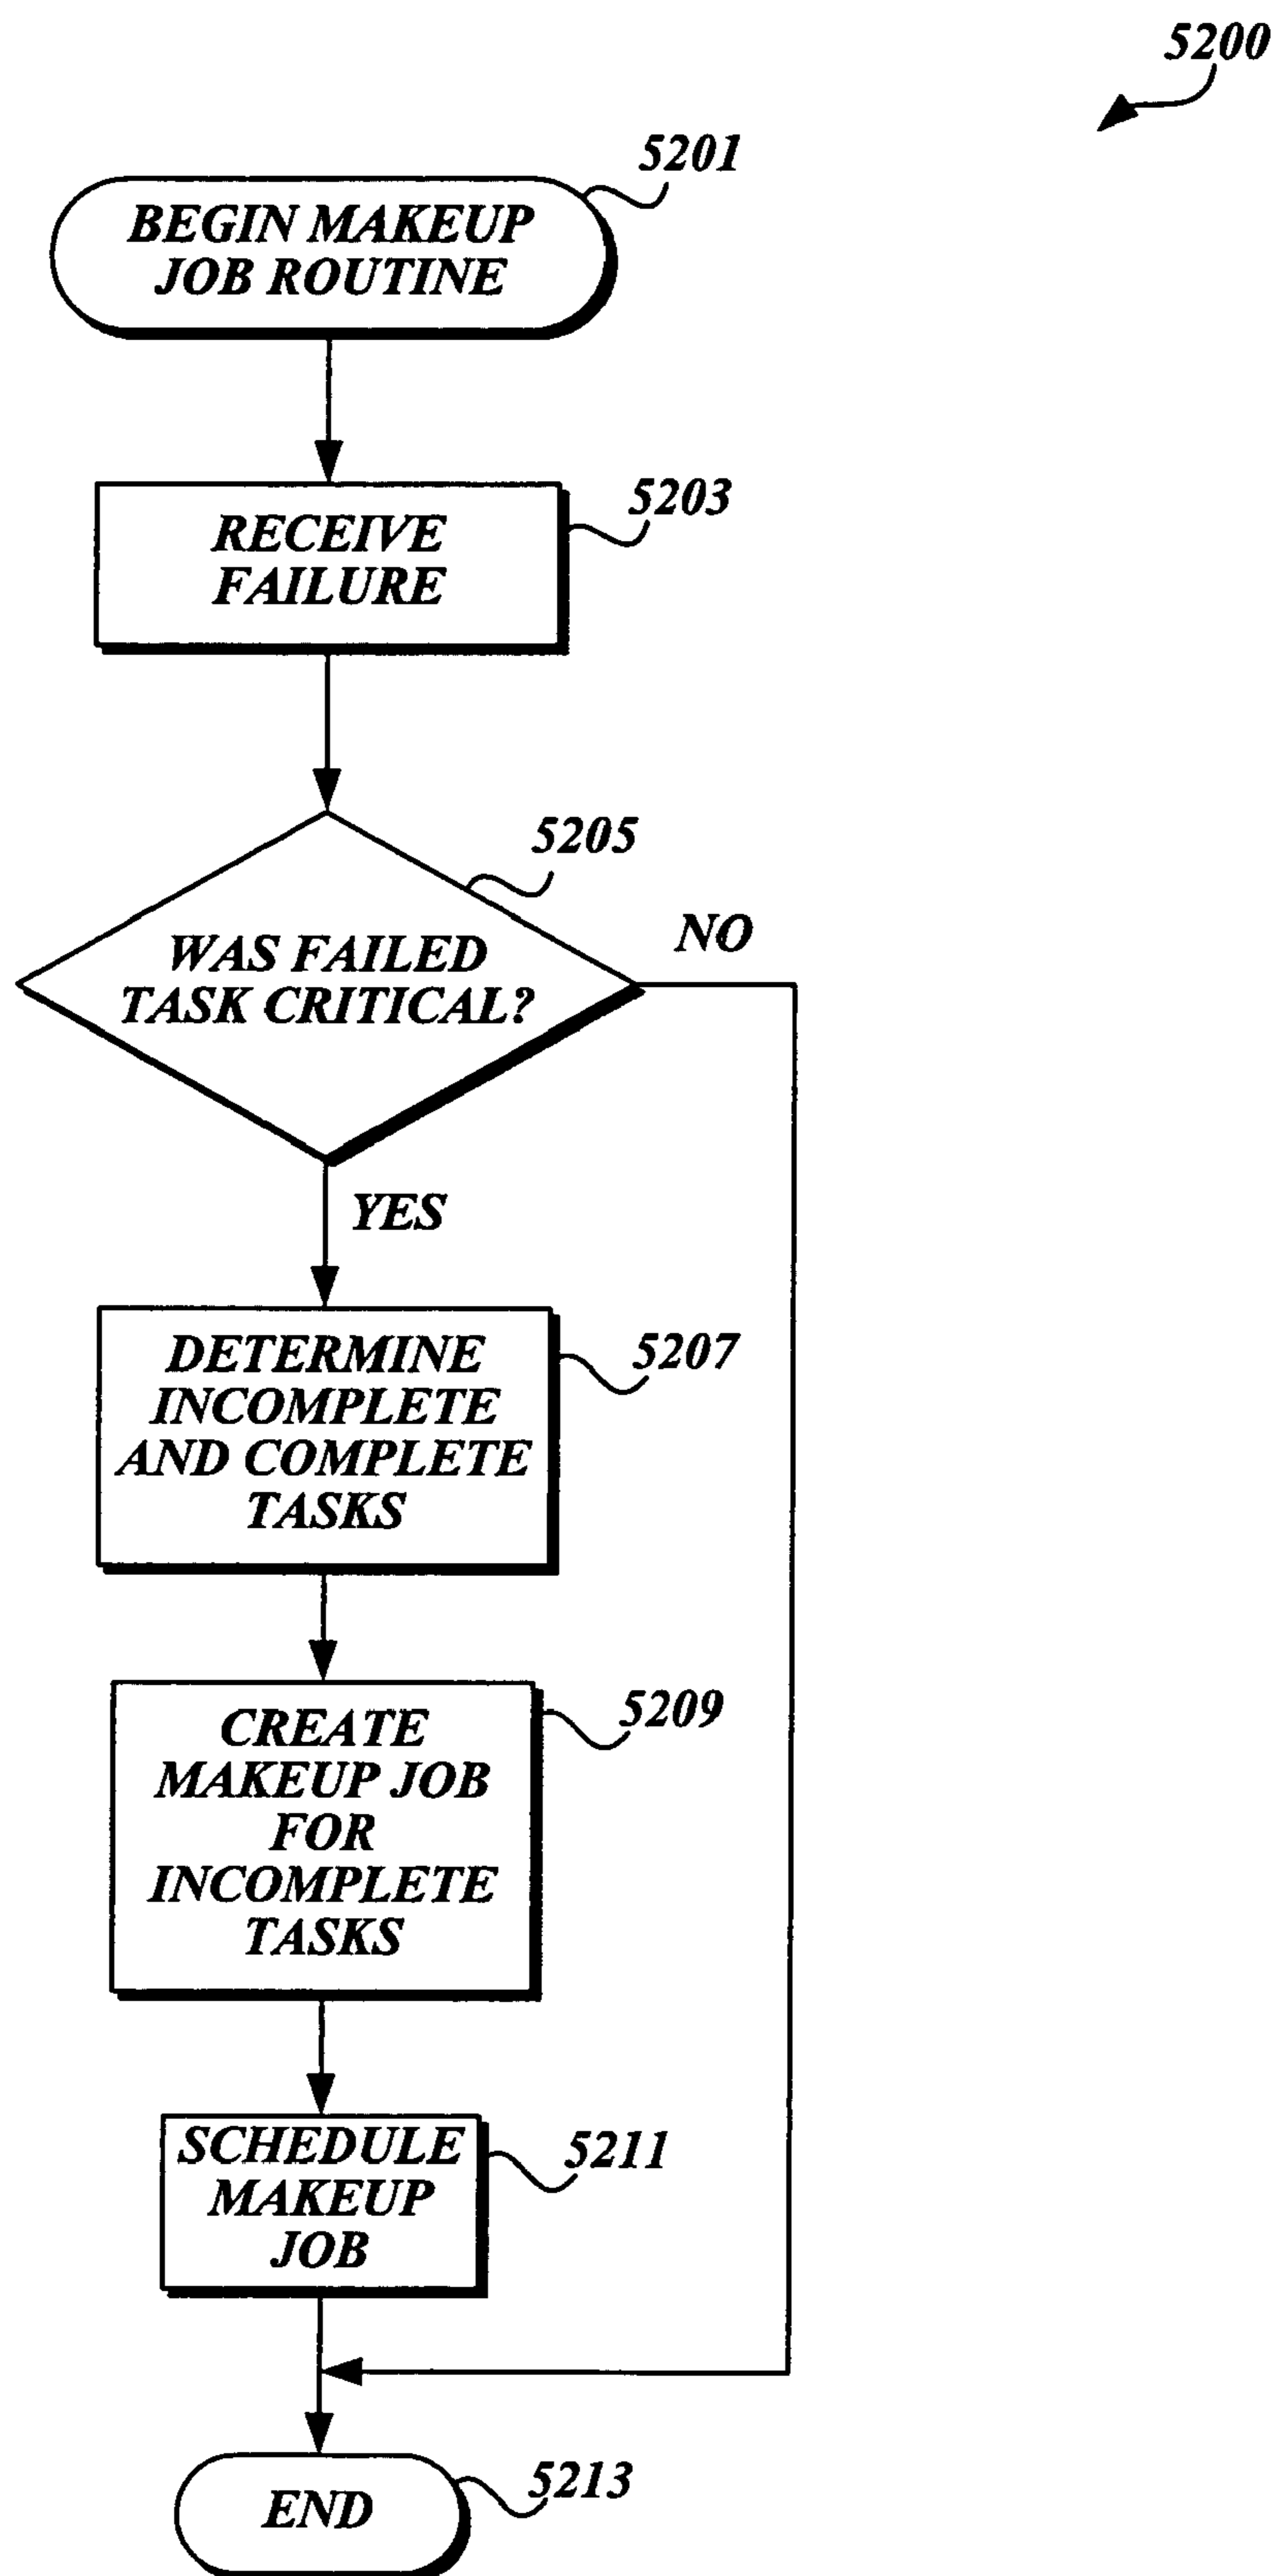 5200
5201
BEGIN MAKEUP
JOB ROUTINE
5203
RECEIVE
FAILURE
5205
WAS FAILED
TASK CRITICAL?
NO
YES
5207
DETERMINE
INCOMPLETE
AND COMPLETE
TASKS
5209
CREATE
MAKEUP JOB
FOR
INCOMPLETE
TASKS
5211
SCHEDULE
MAKEUP
JOB
5213
END